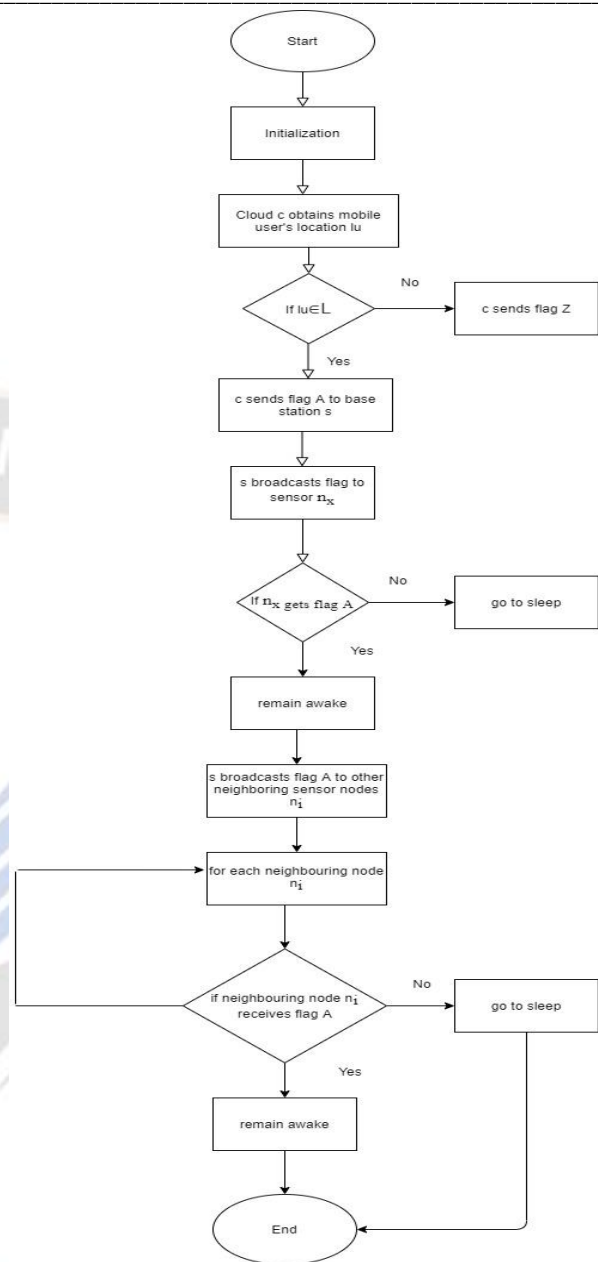 Start
Initialization
Cloud c obtains mobile
user's location lu
If lu∈L
No
c sends flag Z
Yes
c sends flag A to base
station s
s broadcasts flag to
sensor nₓ
If nₓ gets flag A
No
go to sleep
Yes
remain awake
s broadcasts flag A to other
neighboring sensor nodes
nᵢ
for each neighbouring node
nᵢ
if neighbouring node nᵢ
receives flag A
No
go to sleep
Yes
remain awake
End